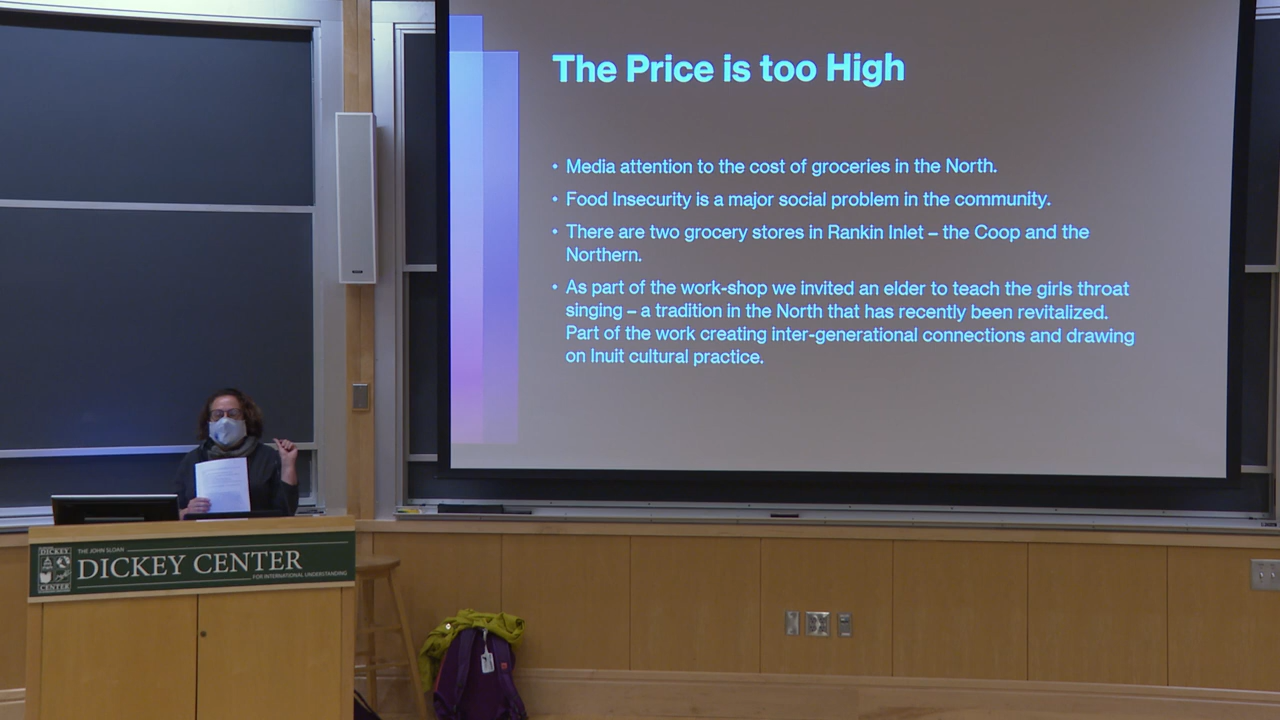 The Price is too High
• Media attention to the cost of groceries in the North.
• Food Insecurity is a major social problem in the community.
• There are two grocery stores in Rankin Inlet – the Coop and the
Northern.
• As part of the work-shop we invited an elder to teach the girls throat
singing – a tradition in the North that has recently been revitalized.
Part of the work creating inter-generational connections and drawing
on Inuit cultural practice.
DICKEY
CENTER
THE JOHN SLOAN
DICKEY CENTER
FOR INTERNATIONAL UNDERSTANDING